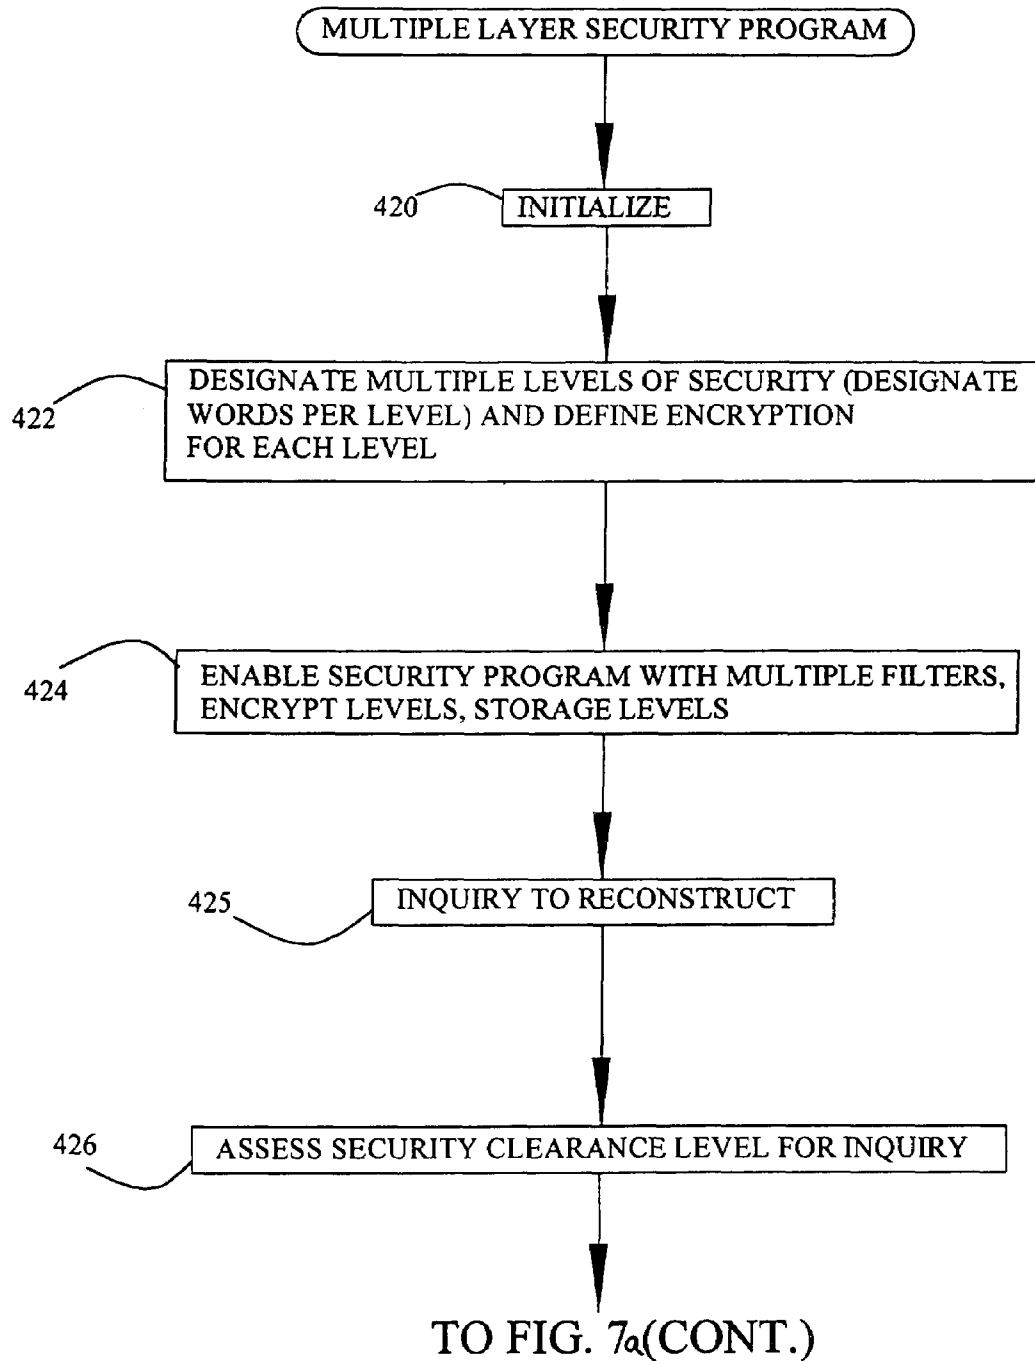 MULTIPLE LAYER SECURITY PROGRAM
420
INITIALIZE
422
DESIGNATE MULTIPLE LEVELS OF SECURITY (DESIGNATE
WORDS PER LEVEL) AND DEFINE ENCRYPTION
FOR EACH LEVEL
424
ENABLE SECURITY PROGRAM WITH MULTIPLE FILTERS,
ENCRYPT LEVELS, STORAGE LEVELS
425
INQUIRY TO RECONSTRUCT
426
ASSESS SECURITY CLEARANCE LEVEL FOR INQUIRY
TO FIG. 7a(CONT.)